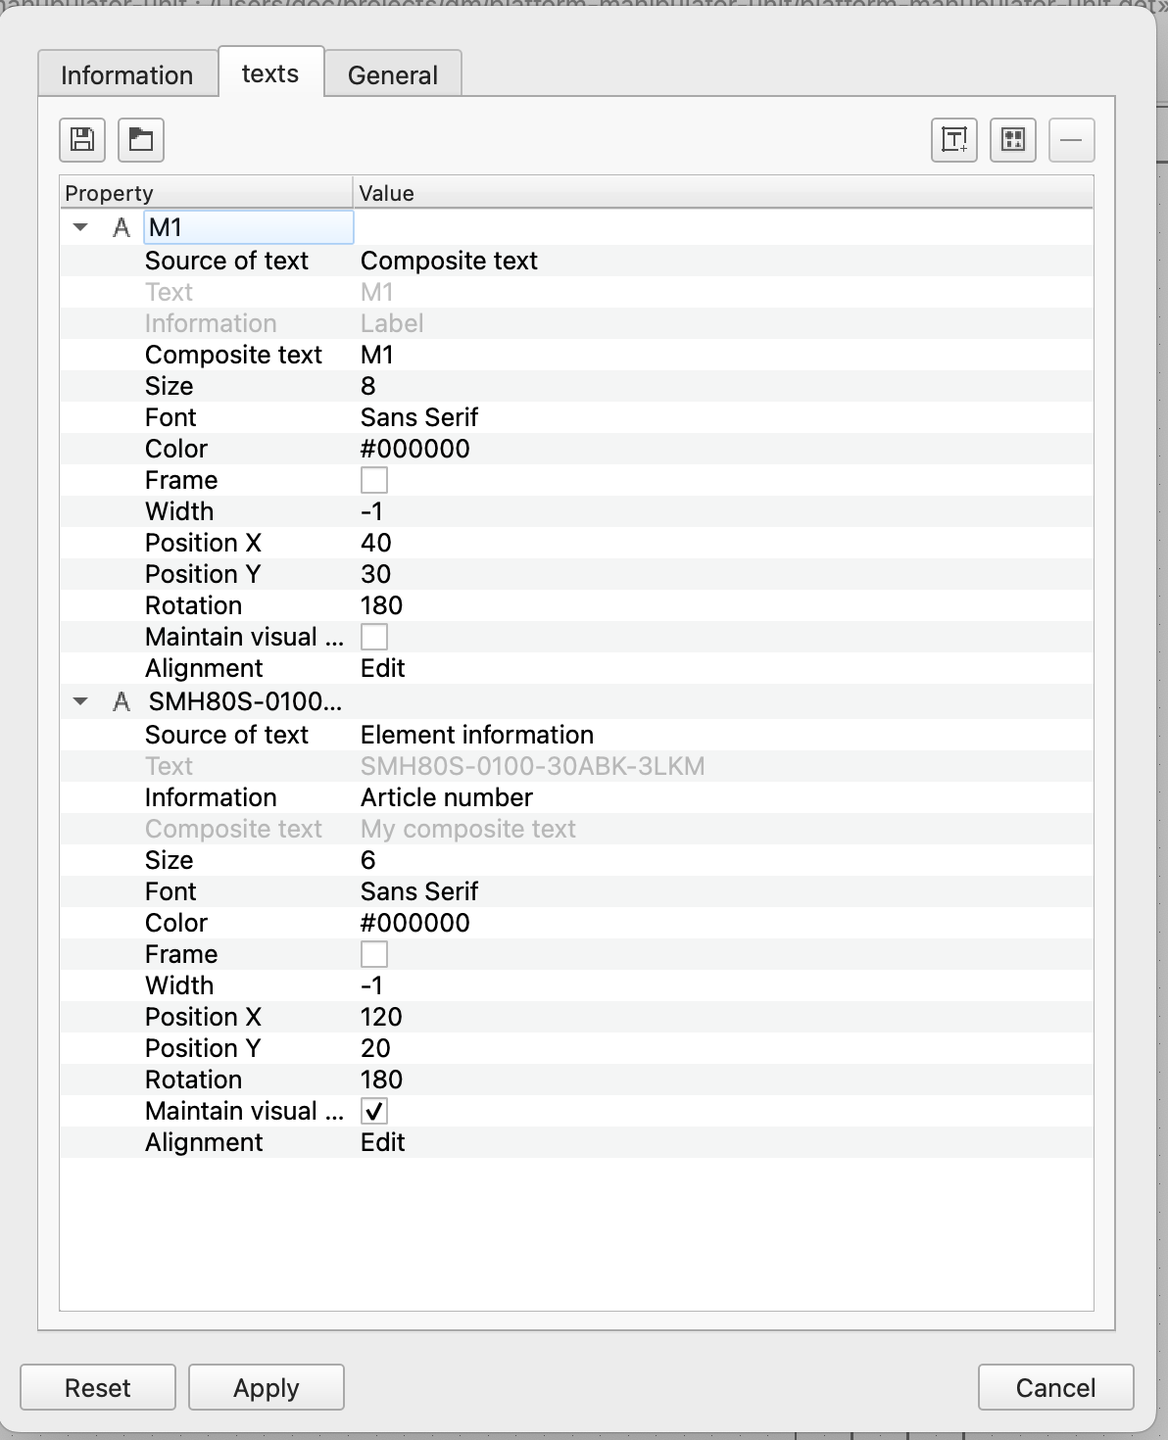 Information texts General
Property Value
M1
Source of text Composite text
Text M1
Information Label
Composite text M1
Size 8
Font Sans Serif
Color #000000
Frame
Width -1
Position X 40
Position Y 30
Rotation 180
Maintain visual ...
Alignment Edit
SMH80S-0100...
Source of text Element information
Text SMH80S-0100-30ABK-3LKM
Information Article number
Composite text My composite text
Size 6
Font Sans Serif
Color #000000
Frame
Width -1
Position X 120
Position Y 20
Rotation 180
Maintain visual ...
Alignment Edit
Reset Apply Cancel